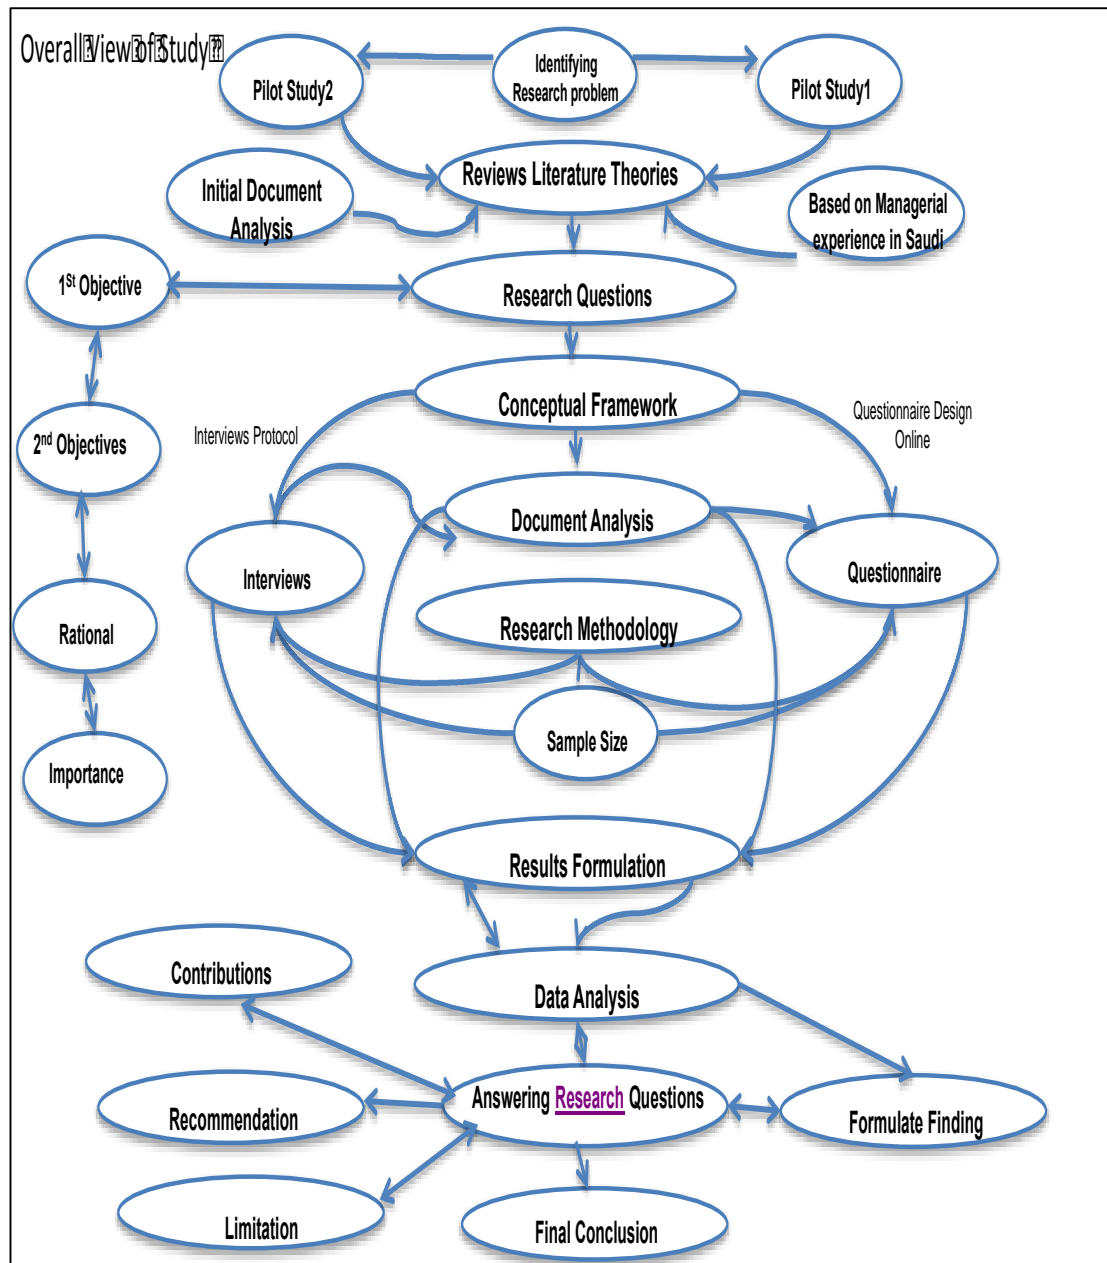 Overall View of Study
Identifying
Research problem
Pilot Study2
Pilot Study1
Reviews Literature Theories
Initial Document
Analysis
Based on Managerial
experience in Saudi
1St Objective
Research Questions
Conceptual Framework
Questionnaire Design
Online
Interviews Protocol
2nd Objectives
Document Analysis
Interviews
Questionnaire
Rational
Research Methodology
Sample Size
Importance
Results Formulation
Contributions
Data Analysis
Answering Research Questions
Recommendation
Formulate Finding
Limitation
Final Conclusion